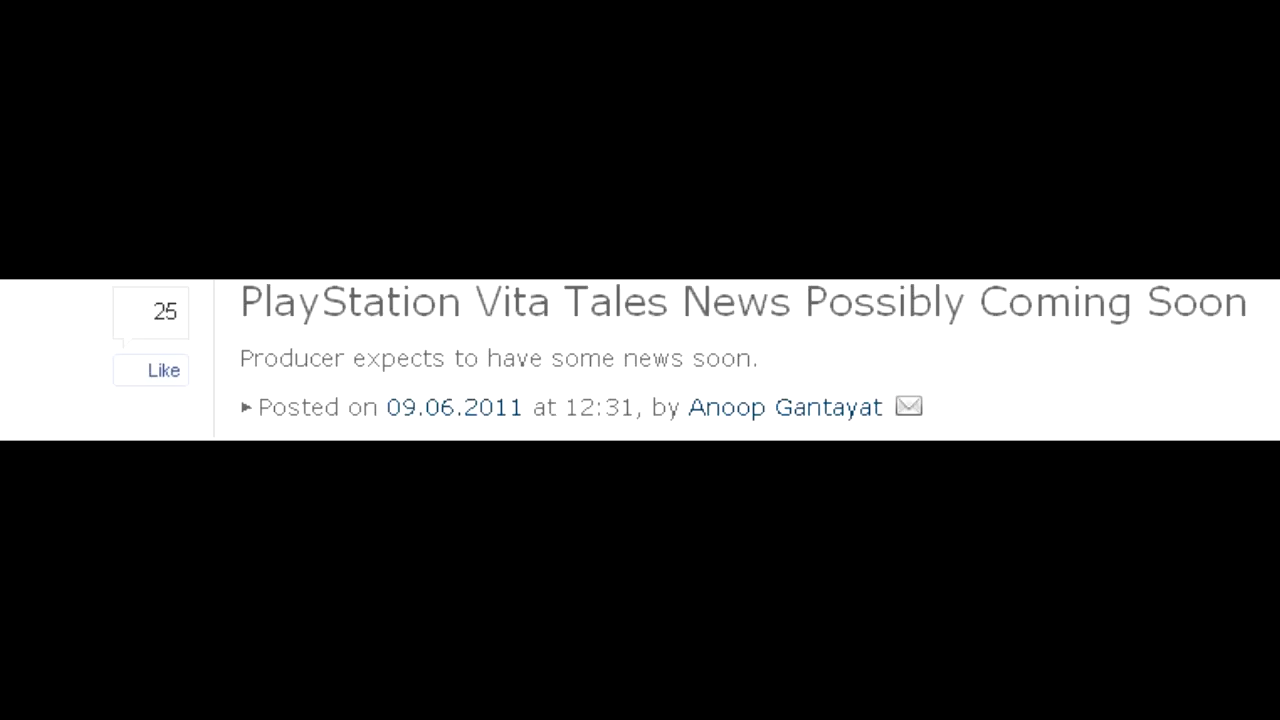 25
Like
PlayStation Vita Tales News Possibly Coming Soon
Producer expects to have some news soon.
Posted on 09.06.2011 at 12:31, by Anoop Gantayat